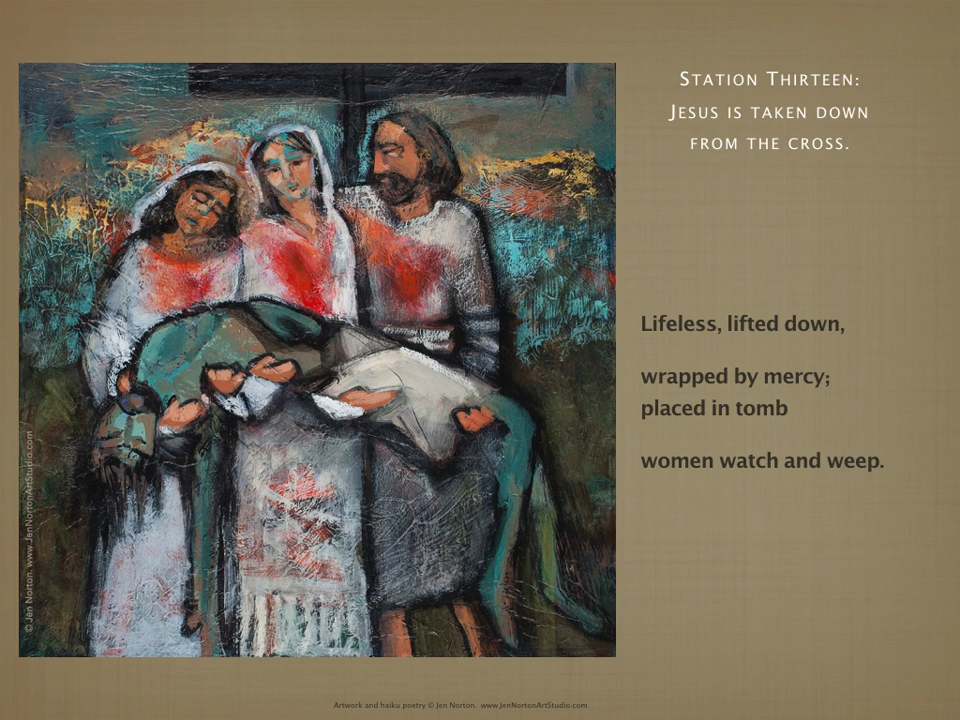 Station Thirteen:
Jesus is taken down
from the cross.
Lifeless, lifted down,
wrapped by mercy;
placed in tomb
women watch and weep.
© Jen Norton. www.JenNortonArtStudio.com
Artwork and haiku poetry © Jen Norton. www.JenNortonArtStudio.com